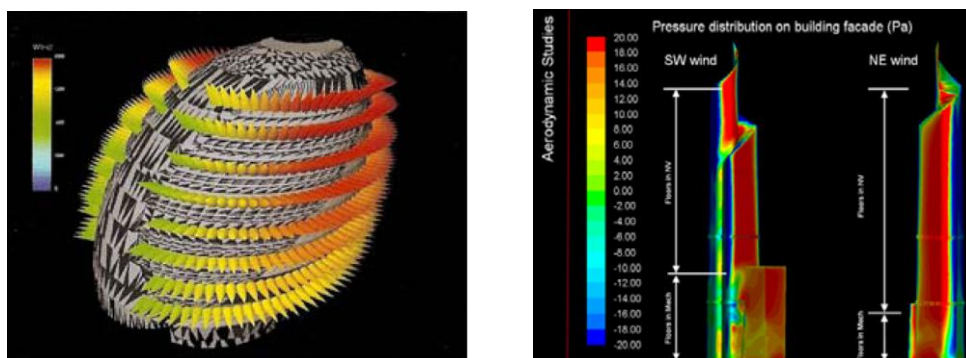 Aerodynamic Studies
Pressure distribution on building facade (Pa)
SW wind
NE wind
20.00
18.00
16.00
14.00
12.00
10.00
8.00
6.00
4.00
2.00
0.00
-2.00
-4.00
-6.00
-8.00
-10.00
-12.00
-14.00
-16.00
-18.00
-20.00
Floors in NV
Floors in Mech
Floors in NV
Floors in Mech